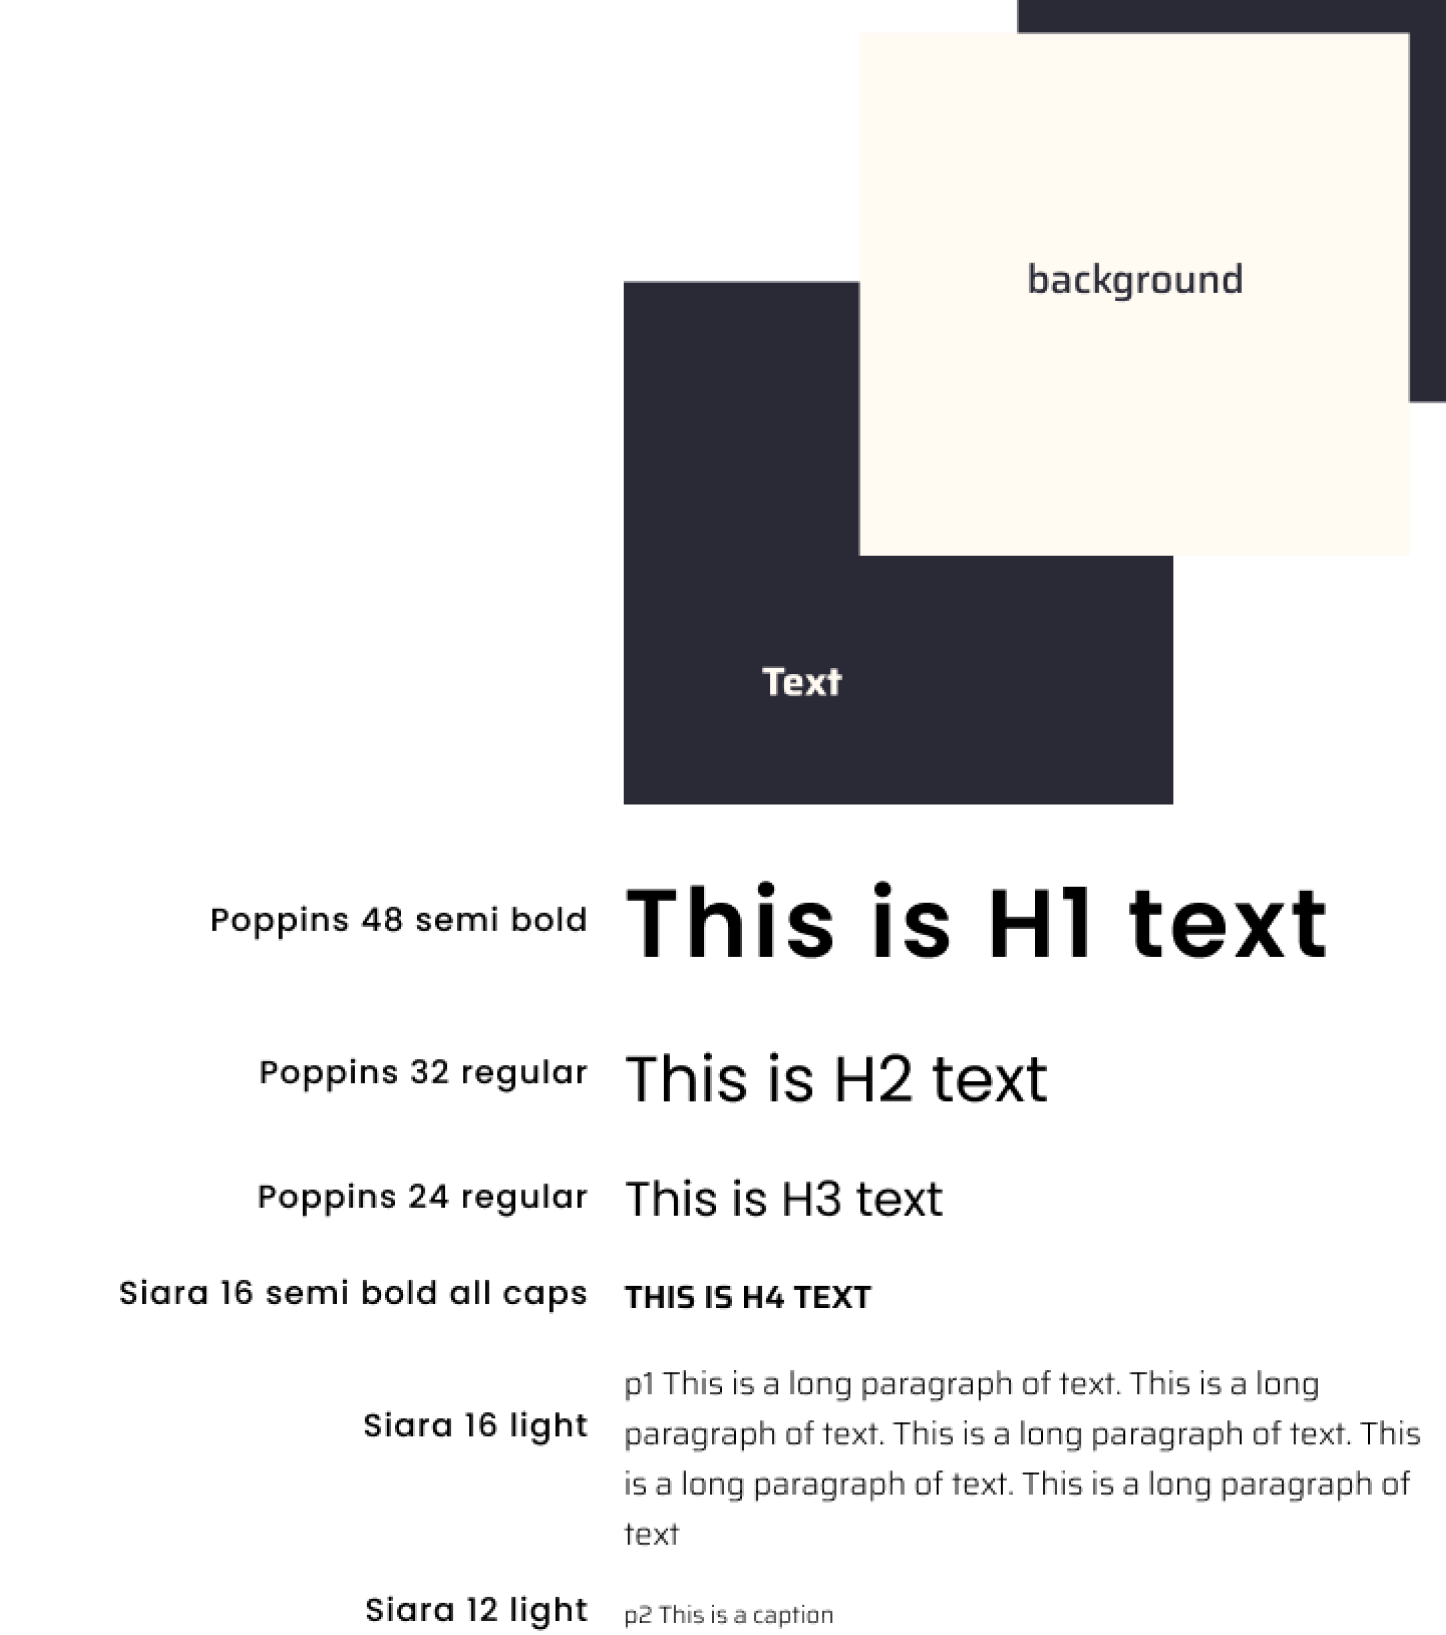 background
Text
Poppins 48 semi bold
This is H1 text
Poppins 32 regular
This is H2 text
Poppins 24 regular
This is H3 text
Siara 16 semi bold all caps
THIS IS H4 TEXT
Siara 16 light
p1 This is a long paragraph of text. This is a long
paragraph of text. This is a long paragraph of text. This
is a long paragraph of text. This is a long paragraph of
text
Siara 12 light
p2 This is a caption